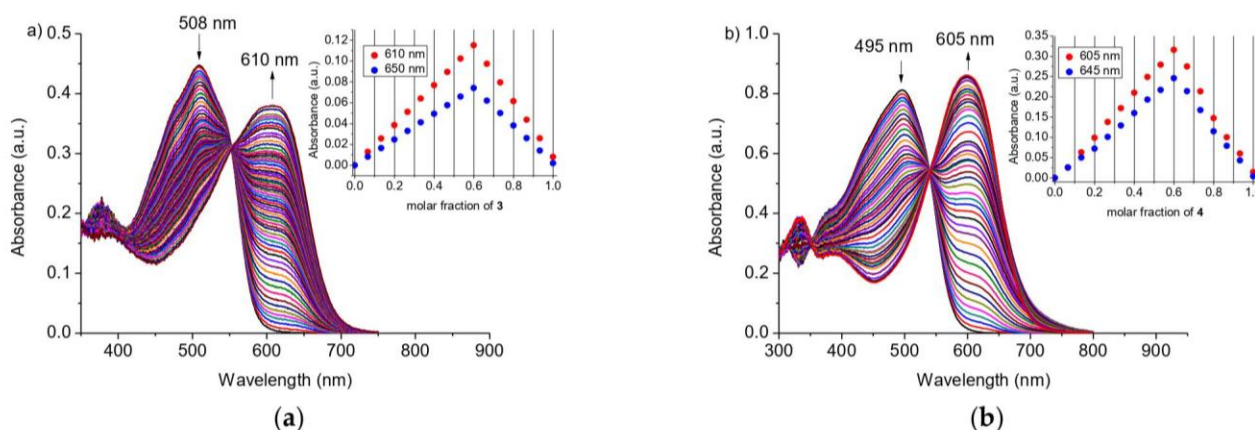 a)
508 nm
610 nm
Absorbance (a.u.)
0.5
0.4
0.3
0.2
0.1
0.0
400 500 600 700 800 900
Wavelength (nm)
610 nm
650 nm
Absorbance (a.u.)
0.12
0.10
0.08
0.06
0.04
0.02
0.00
0.0 0.2 0.4 0.6 0.8 1.0
molar fraction of 3
(a)
b)
495 nm
605 nm
Absorbance (a.u.)
1.0
0.8
0.6
0.4
0.2
0.0
300 400 500 600 700 800 900
Wavelength (nm)
605 nm
645 nm
Absorbance (a.u.)
0.35
0.30
0.25
0.20
0.15
0.10
0.05
0.00
0.0 0.2 0.4 0.6 0.8 1.
molar fraction of 4
(b)